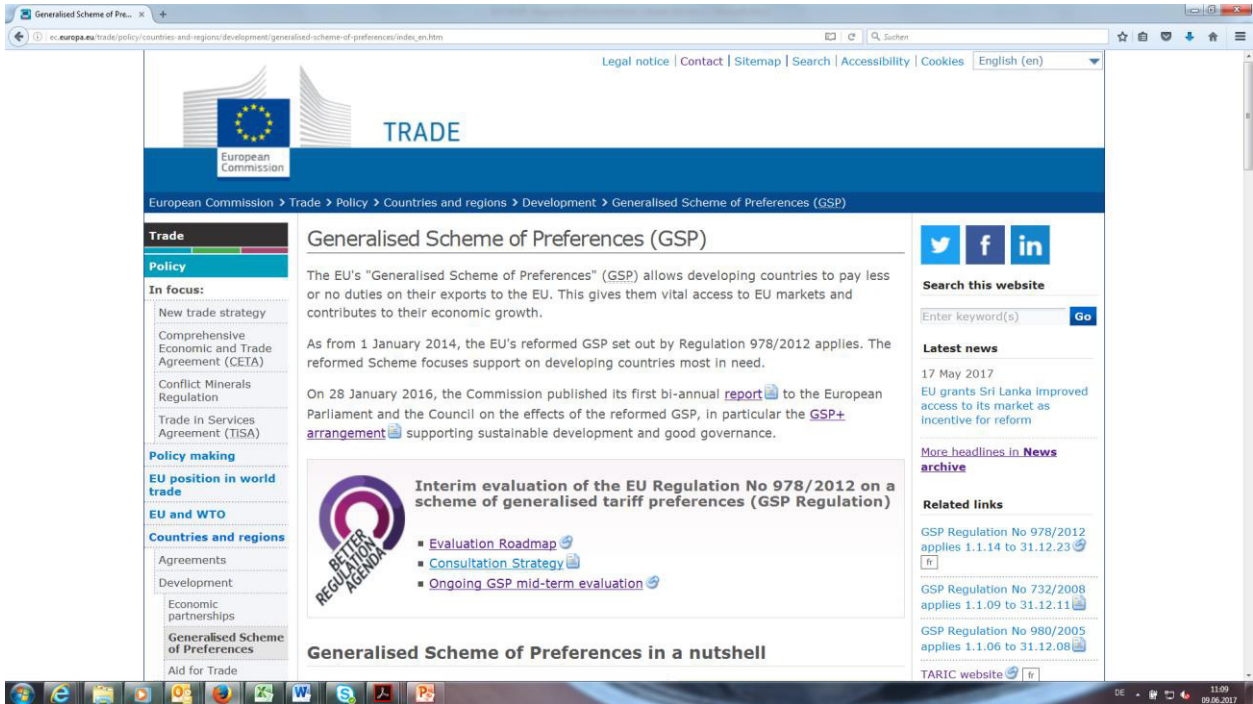 Generalised Scheme of Pre...
ec.europa.eu/trade/policy/countries-and-regions/development/generalised-scheme-of-preferences/index_en.htm
Suchen
Legal notice | Contact | Sitemap | Search | Accessibility | Cookies
English (en)
European
Commission
TRADE
European Commission > Trade > Policy > Countries and regions > Development > Generalised Scheme of Preferences (GSP)
Trade
Policy
In focus:
New trade strategy
Comprehensive
Economic and Trade
Agreement (CETA)
Conflict Minerals
Regulation
Trade in Services
Agreement (TiSA)
Policy making
EU position in world
trade
EU and WTO
Countries and regions
Agreements
Development
Economic
partnerships
Generalised Scheme
of Preferences
Aid for Trade
Generalised Scheme of Preferences (GSP)
The EU's "Generalised Scheme of Preferences" (GSP) allows developing countries to pay less
or no duties on their exports to the EU. This gives them vital access to EU markets and
contributes to their economic growth.
As from 1 January 2014, the EU's reformed GSP set out by Regulation 978/2012 applies. The
reformed Scheme focuses support on developing countries most in need.
On 28 January 2016, the Commission published its first bi-annual report to the European
Parliament and the Council on the effects of the reformed GSP, in particular the GSP+
arrangement supporting sustainable development and good governance.
BETTER
REGULATION
AGENDA
Interim evaluation of the EU Regulation No 978/2012 on a
scheme of generalised tariff preferences (GSP Regulation)
Evaluation Roadmap
Consultation Strategy
Ongoing GSP mid-term evaluation
Generalised Scheme of Preferences in a nutshell
Search this website
Enter keyword(s)
Go
Latest news
17 May 2017
EU grants Sri Lanka improved
access to its market as
incentive for reform
More headlines in News
archive
Related links
GSP Regulation No 978/2012
applies 1.1.14 to 31.12.23
fr
GSP Regulation No 732/2008
applies 1.1.09 to 31.12.11
GSP Regulation No 980/2005
applies 1.1.06 to 31.12.08
TARIC website fr
DE
11:09
09.06.2017